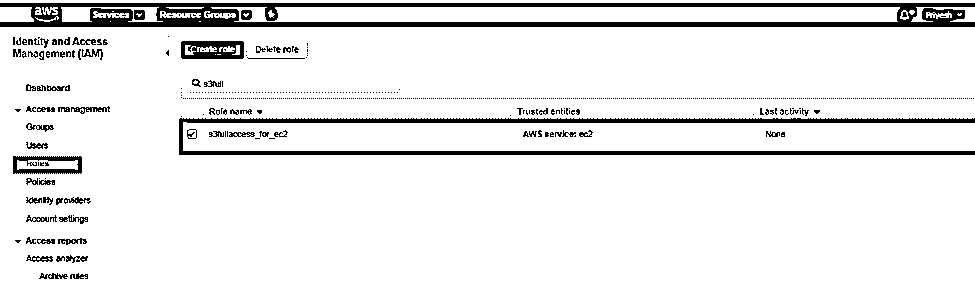 aws Services Resource Groups Priyesh
Identity and Access
Management (IAM)
Create role Delete role
Dashboard
s3full
Access management
Role name Trusted entities Last activity
Groups
s3fullaccess_for_ec2 AWS service: ec2 None
Users
Roles
Policies
Identity providers
Account settings
Access reports
Access analyzer
Archive rules